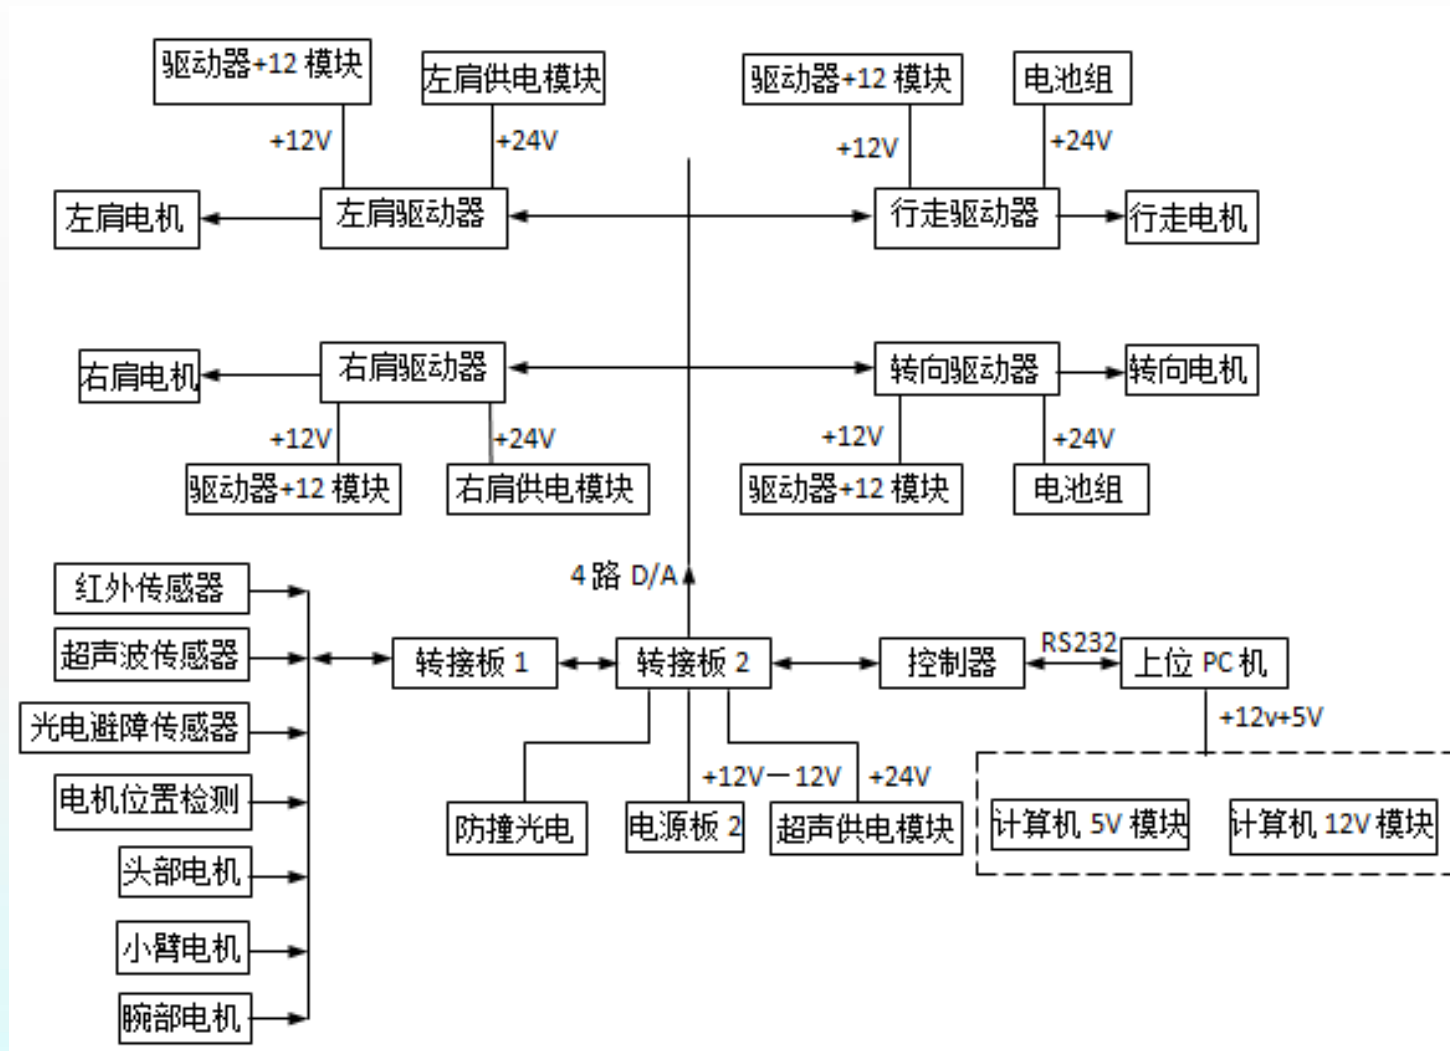 驱动器+12 模块
左肩供电模块
驱动器+12 模块
电池组
+12V
+24V
+12V
+24V
左肩电机
左肩驱动器
行走驱动器
行走电机
右肩电机
右肩驱动器
转向驱动器
转向电机
+12V
+24V
+12V
+24V
驱动器+12 模块
右肩供电模块
驱动器+12 模块
电池组
4 路 D/A
红外传感器
超声波传感器
转接板 1
转接板 2
控制器
RS232
上位 PC 机
光电避障传感器
+12v+5V
电机位置检测
+12V－12V
+24V
防撞光电
电源板 2
超声供电模块
计算机 5V 模块
计算机 12V 模块
头部电机
小臂电机
腕部电机